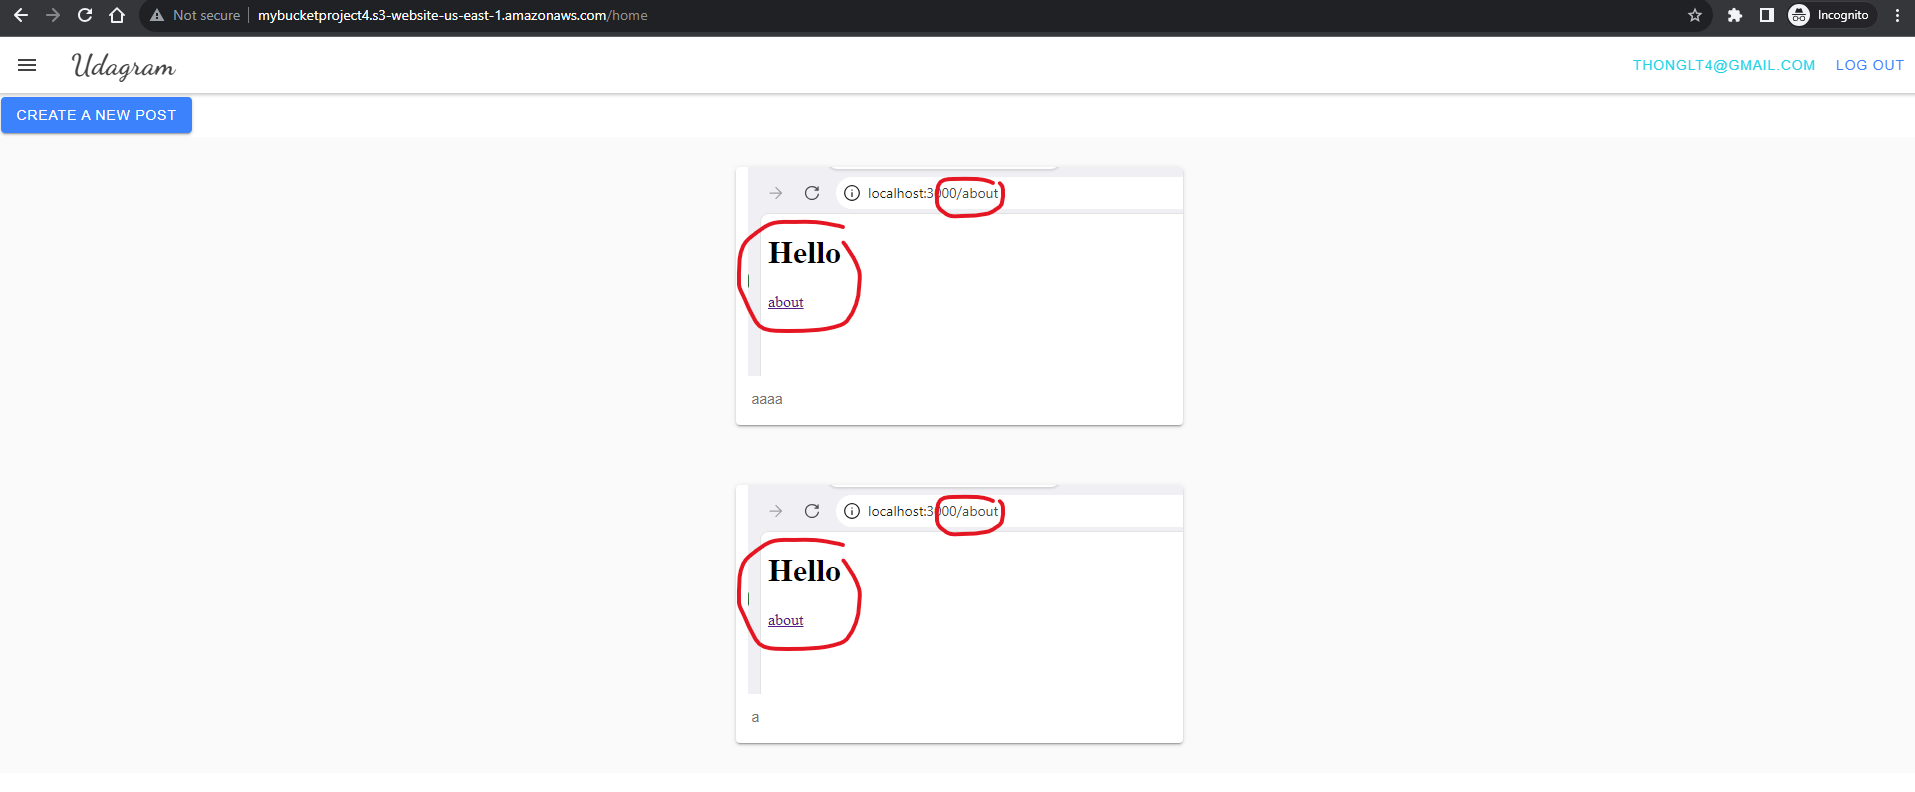 Not secure mybucketproject4.s3-website-us-east-1.amazonaws.com/home Incognito
Udagram THONGLT4@GMAIL.COM LOG OUT
CREATE A NEW POST
localhost:3000/about
Hello
about
aaaa
localhost:3000/about
Hello
about
a